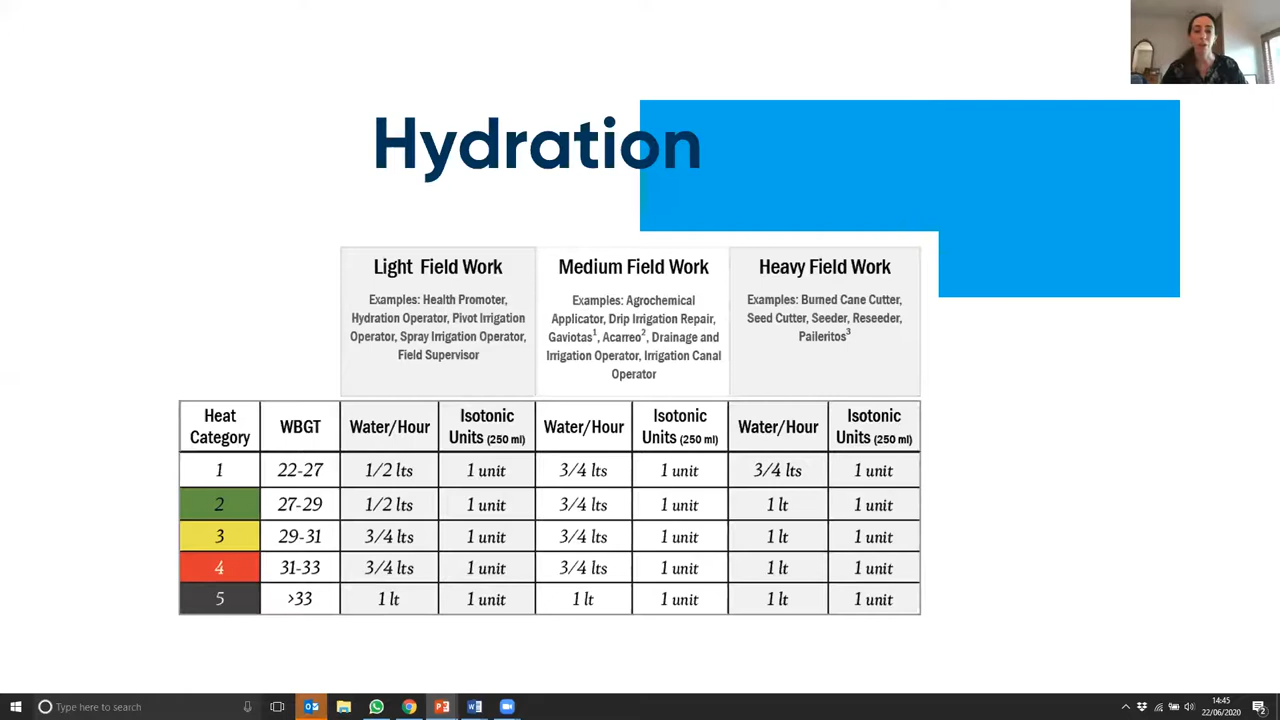 Hydration
Light Field Work
Examples: Health Promoter,
Hydration Operator, Pivot Irrigation
Operator, Spray Irrigation Operator,
Field Supervisor
Medium Field Work
Examples: Agrochemical
Applicator, Drip Irrigation Repair,
Gaviotas1, Acarreo2, Drainage and
Irrigation Operator, Irrigation Canal
Operator
Heavy Field Work
Examples: Burned Cane Cutter,
Seed Cutter, Seeder, Reseeder,
Paileritos3
Heat Category WBGT Water/Hour Isotonic Units (250 ml) Water/Hour Isotonic Units (250 ml) Water/Hour Isotonic Units (250 ml)
1 22-27 1/2 lts 1 unit 3/4 lts 1 unit 3/4 lts 1 unit
2 27-29 1/2 lts 1 unit 3/4 lts 1 unit 1 lt 1 unit
3 29-31 3/4 lts 1 unit 3/4 lts 1 unit 1 lt 1 unit
4 31-33 3/4 lts 1 unit 3/4 lts 1 unit 1 lt 1 unit
5 >33 1 lt 1 unit 1 lt 1 unit 1 lt 1 unit
Type here to search
14:45
22/06/2020